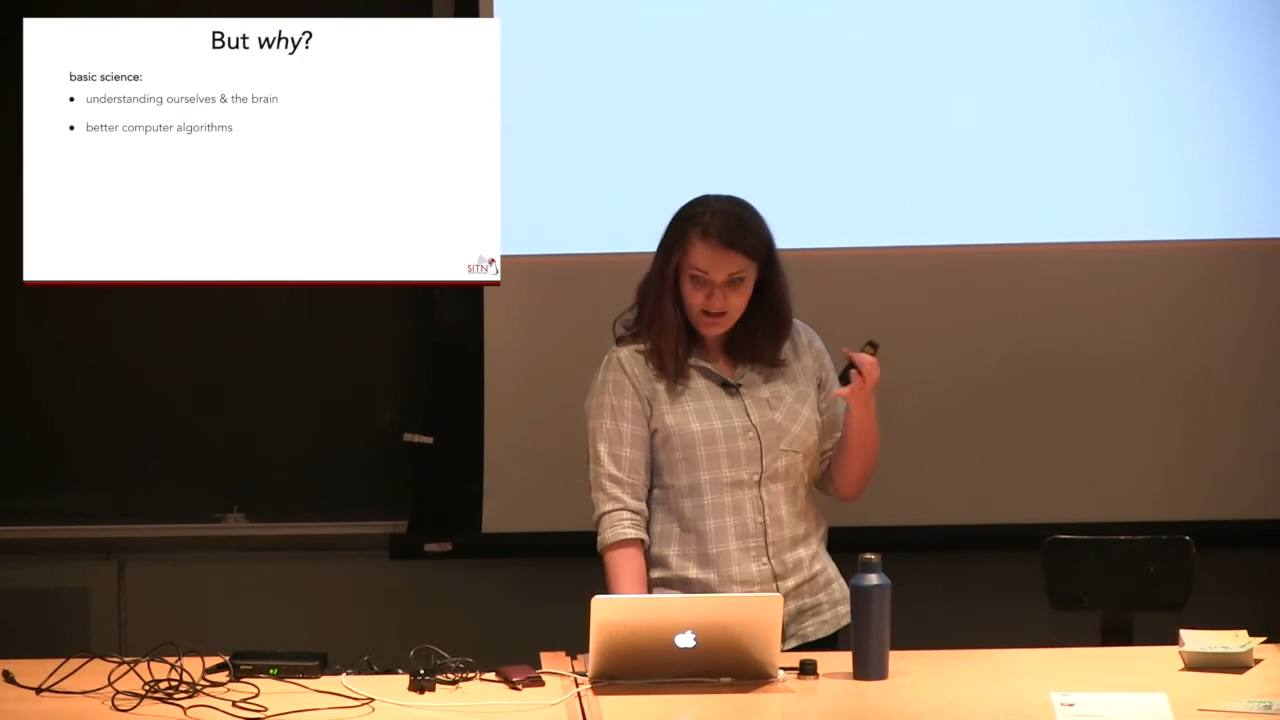 But why?
basic science:
• understanding ourselves & the brain
• better computer algorithms
SITN